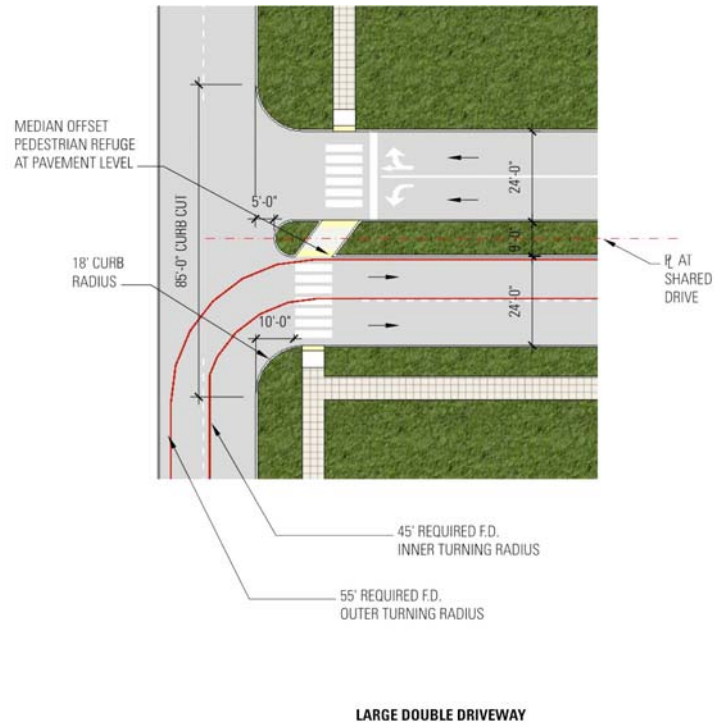 MEDIAN OFFSET
PEDESTRIAN REFUGE
AT PAVEMENT LEVEL
5'-0"
24'-0"
85'-0" CURB CUT
9'-0"
18' CURB
RADIUS
℄ AT
SHARED
DRIVE
10'-0"
24'-0"
45' REQUIRED F.D.
INNER TURNING RADIUS
55' REQUIRED F.D.
OUTER TURNING RADIUS
LARGE DOUBLE DRIVEWAY